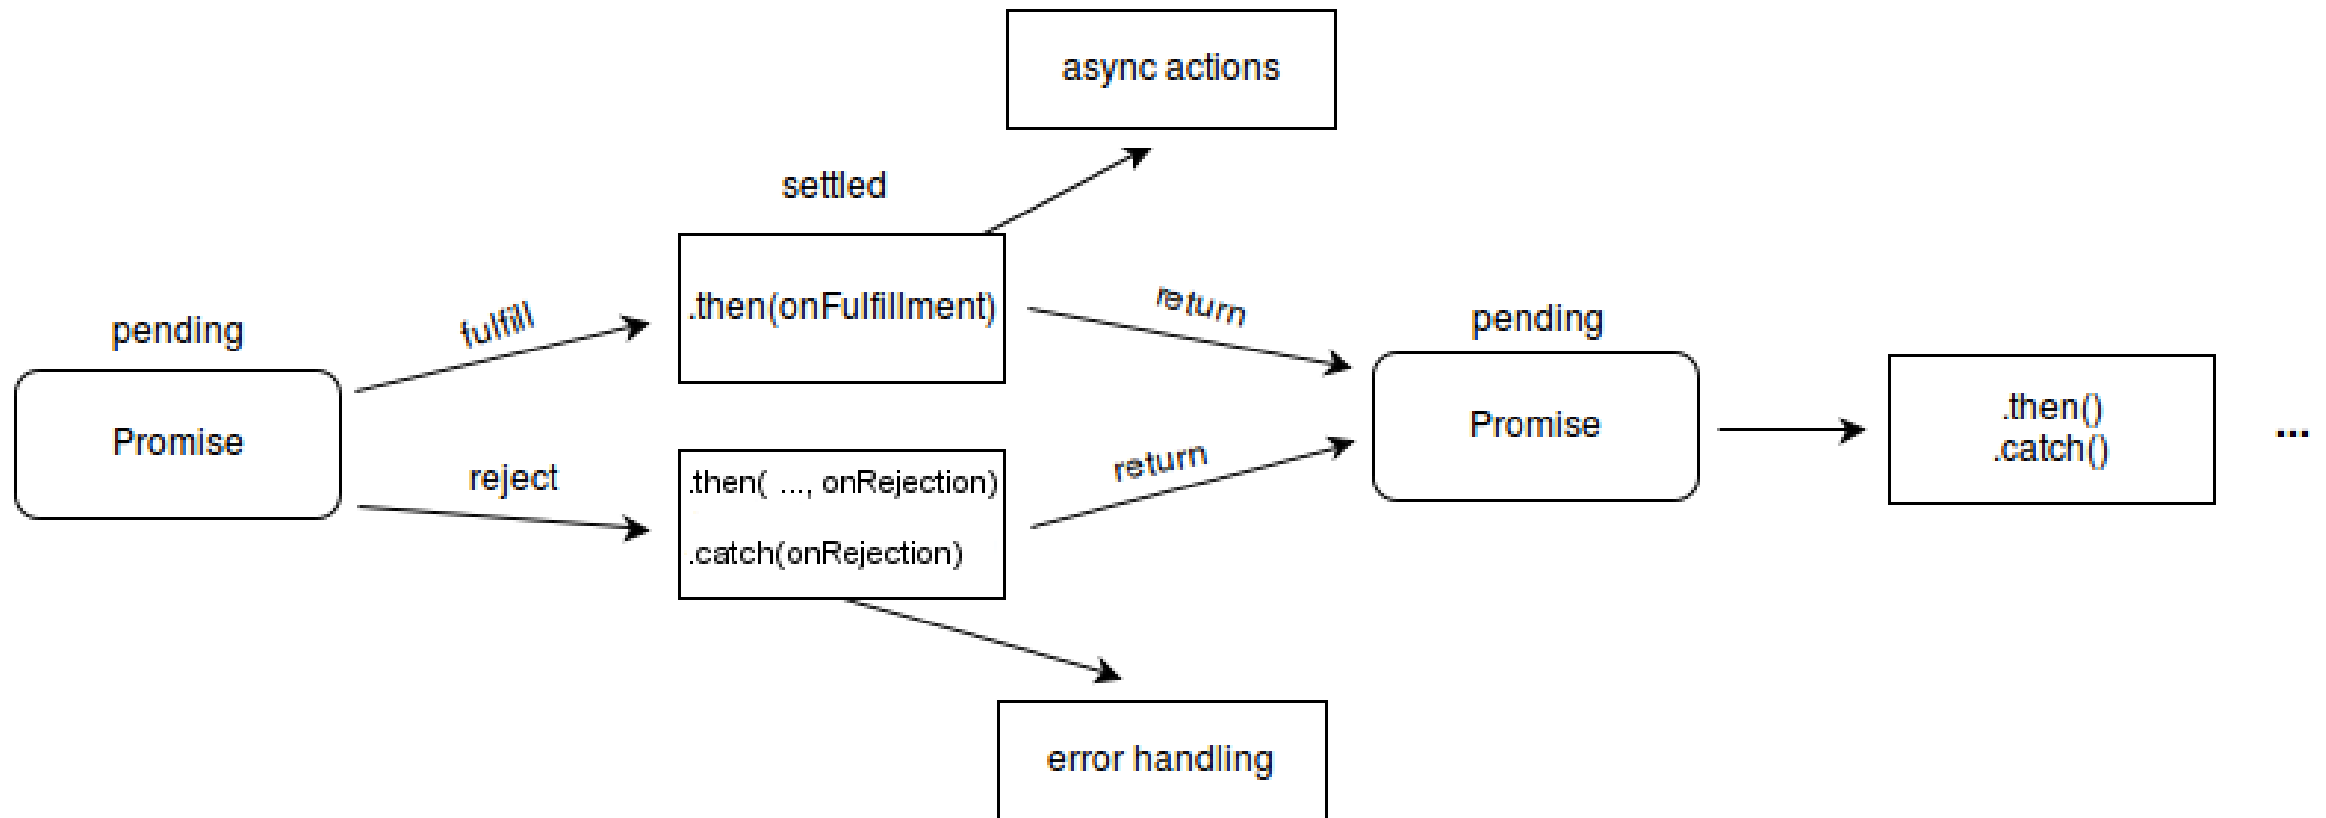 async actions
settled
.then(onFulfillment)
fulfill
return
pending
pending
Promise
Promise
.then()
.catch()
...
reject
return
.then( ..., onRejection)
.catch(onRejection)
error handling